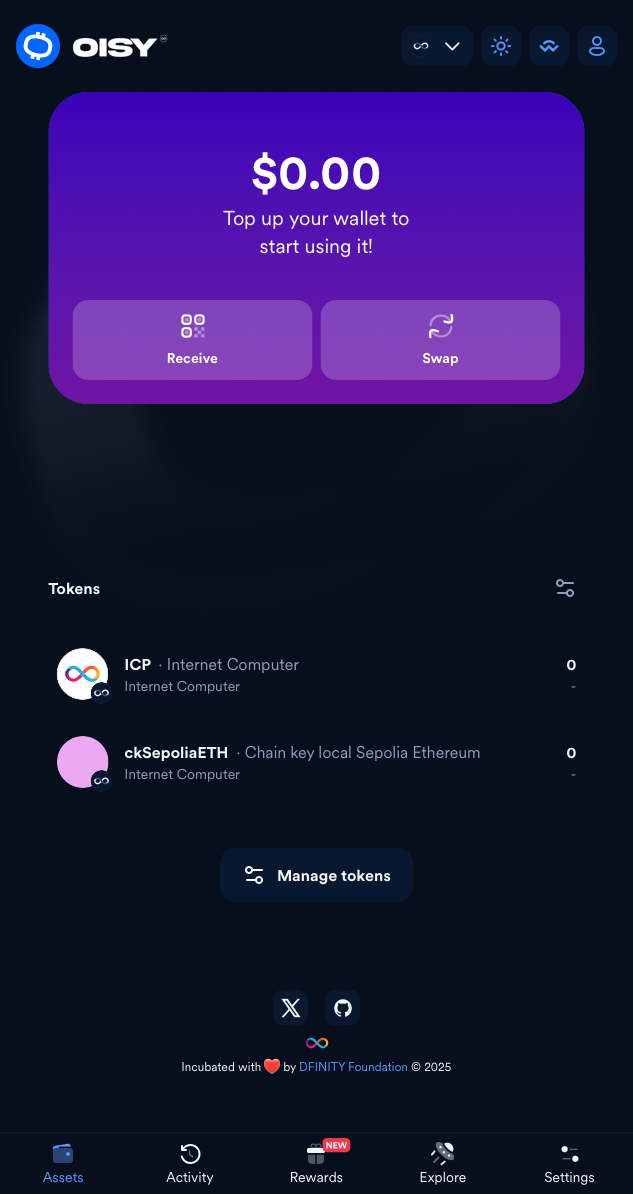 OISY
$0.00
Top up your wallet to
start using it!
Receive
Swap
Tokens
ICP · Internet Computer
0
Internet Computer
-
ckSepoliaETH · Chain key local Sepolia Ethereum
0
Internet Computer
-
Manage tokens
Incubated with ❤️ by DFINITY Foundation © 2025
NEW
Assets
Activity
Rewards
Explore
Settings